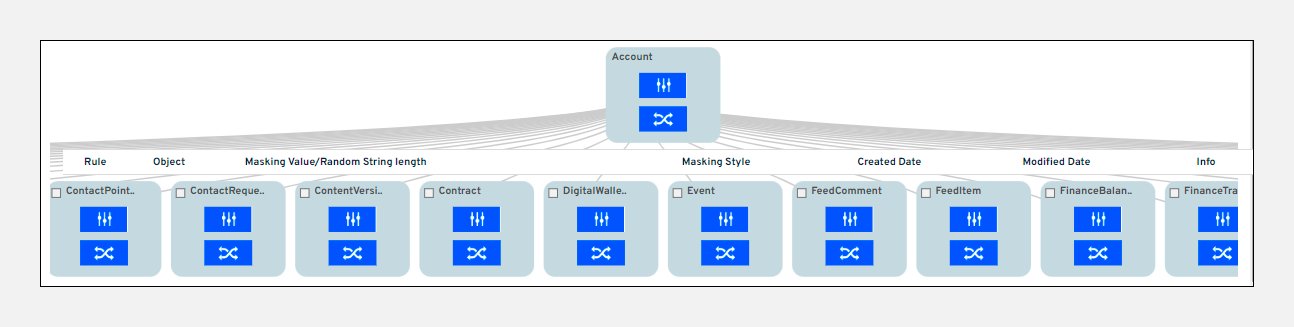 Account
Rule Object Masking Value/Random String length Masking Style Created Date Modified Date Info
ContactPoint.. ContactReque.. ContentVersi.. Contract DigitalWalle.. Event FeedComment FeedItem FinanceBalan.. FinanceTra